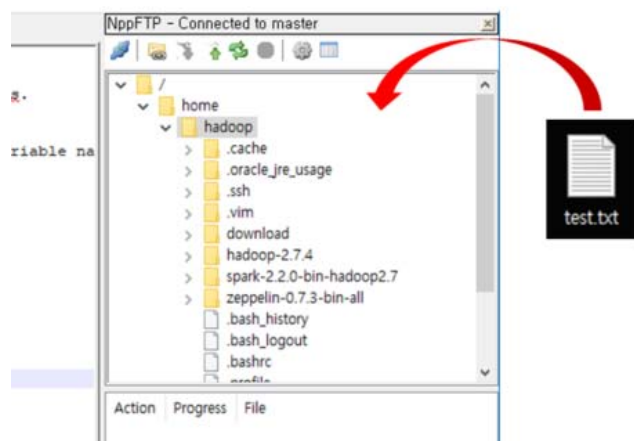 NppFTP - Connected to master
g.
riable na
/
home
hadoop
.cache
.oracle_jre_usage
.ssh
.vim
download
hadoop-2.7.4
spark-2.2.0-bin-hadoop2.7
zeppelin-0.7.3-bin-all
.bash_history
.bash_logout
.bashrc
.profile
test.txt
Action Progress File